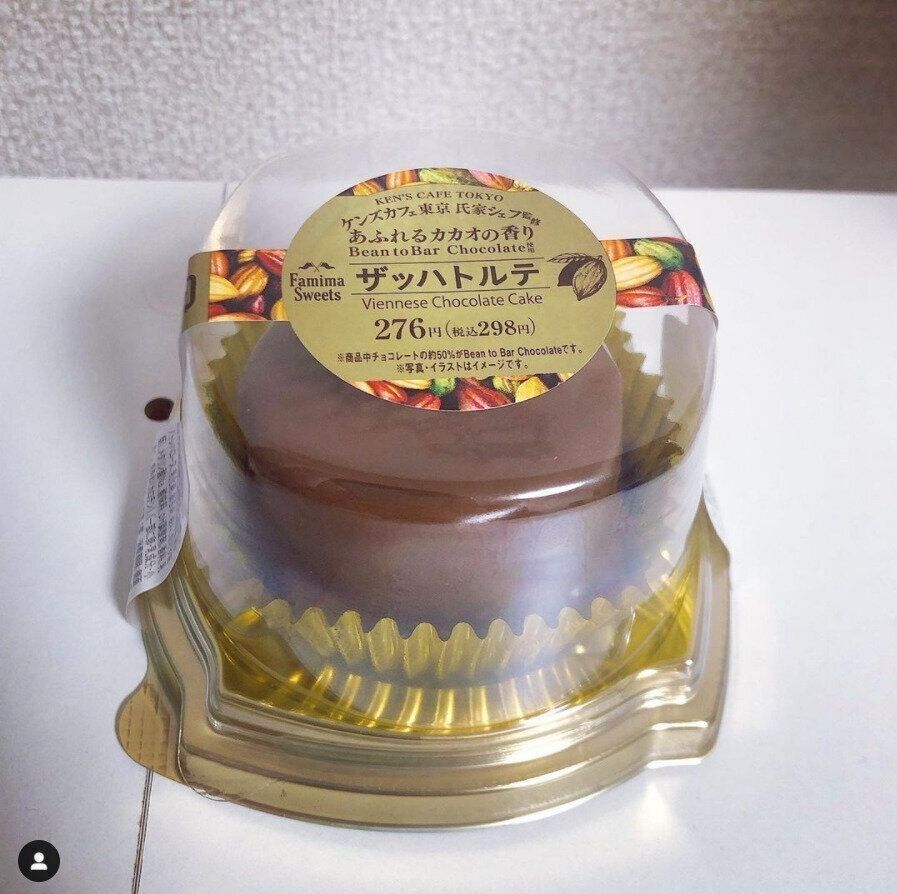 KEN'S CAFE TOKYO
ケンズカフェ東京 氏家シェフ監修
あふれるカカオの香り
Bean to Bar Chocolate使用
Famima Sweets
ザッハトルテ
Viennese Chocolate Cake
276円(税込298円)
※商品中チョコレートの約50%がBean to Bar Chocolateです。
※写真・イラストはイメージです。